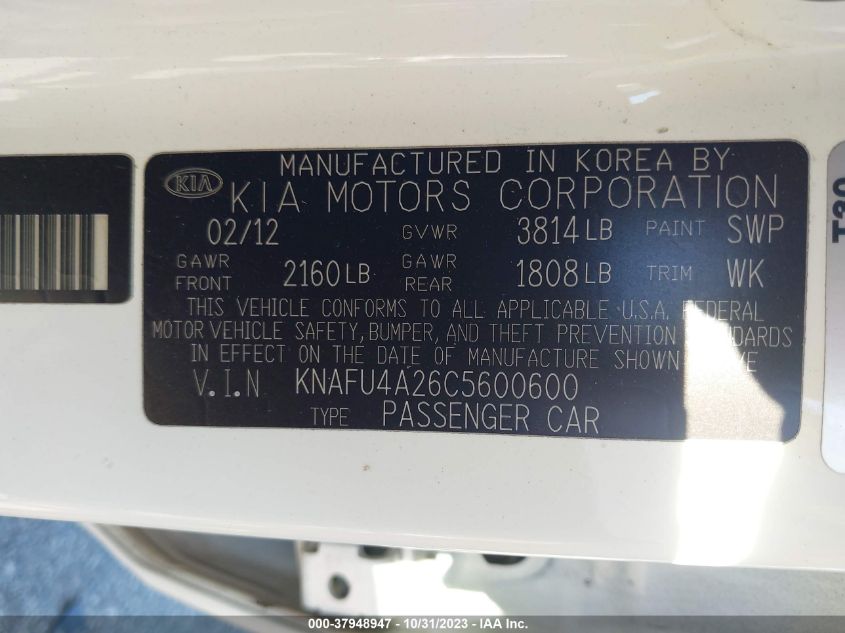 MANUFACTURED IN KOREA BY
KIA KIA MOTORS CORPORATION
02/12 GVWR 3814 LB PAINT SWP
GAWR FRONT 2160 LB GAWR REAR 1808 LB TRIM WK
THIS VEHICLE CONFORMS TO ALL APPLICABLE U.S.A. FEDERAL
MOTOR VEHICLE SAFETY, BUMPER, AND THEFT PREVENTION STANDARDS
IN EFFECT ON THE DATE OF MANUFACTURE SHOWN ABOVE
V.I.N KNAFU4A26C5600600
TYPE PASSENGER CAR
000-37948947 - 10/31/2023 - IAA Inc.